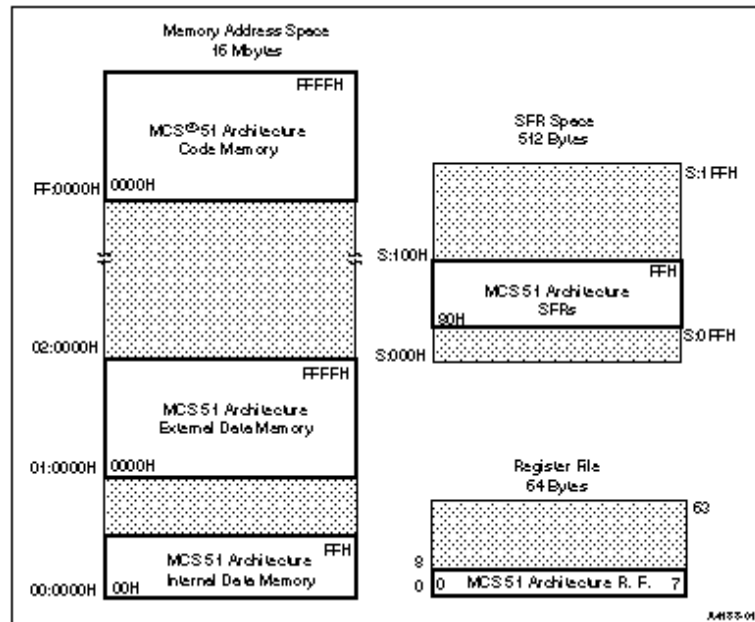 Memory Address Space
16 Mbytes
FFFFH
MCS®51 Architecture
Code Memory
0000H
FF:0000H
02:0000H
FFFFH
MCS 51 Architecture
External Data Memory
0000H
01:0000H
FFH
MCS 51 Architecture
Internal Data Memory
00H
00:0000H
SFR Space
512 Bytes
S:1FFH
S:100H
FFH
MCS 51 Architecture
SFRs
80H
S:0FFH
S:000H
Register File
64 Bytes
63
8
0
0 MCS 51 Architecture R. F. 7